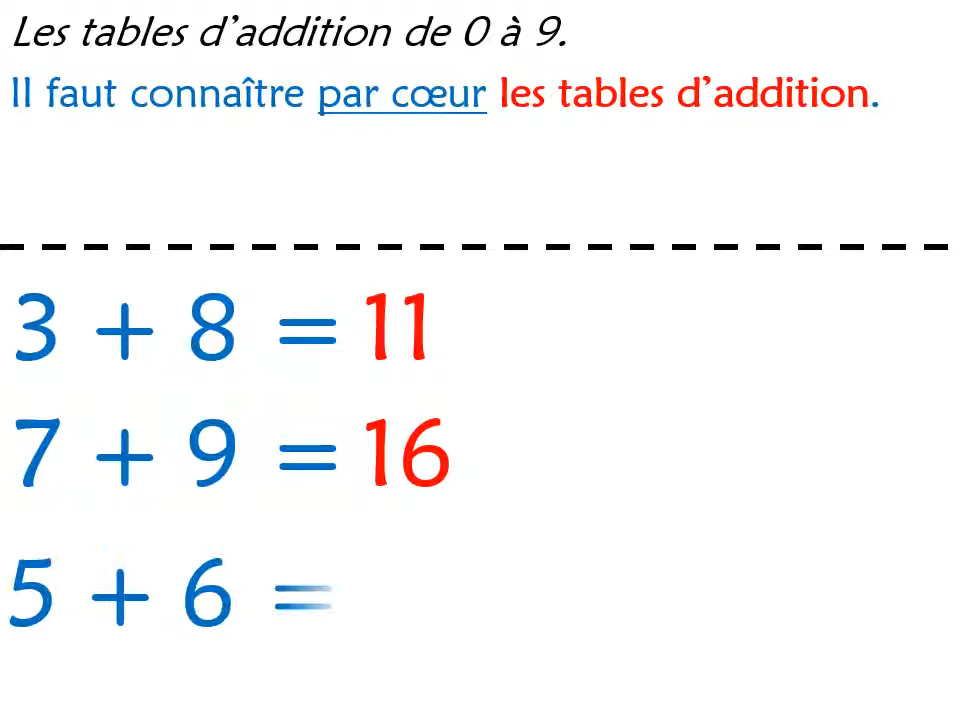 Les tables d’addition de 0 à 9.
Il faut connaître par cœur les tables d’addition.
3 + 8 = 11
7 + 9 = 16
5 + 6 =